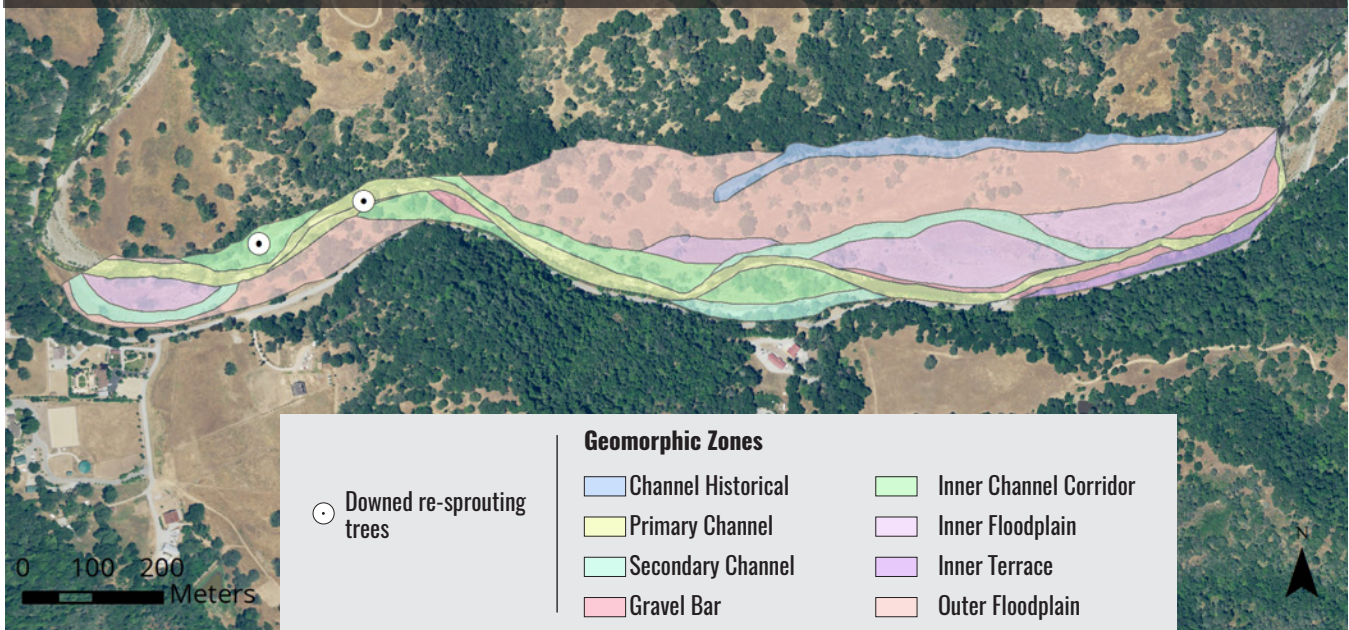 Downed re-sprouting
trees
Geomorphic Zones
Channel Historical
Primary Channel
Secondary Channel
Gravel Bar
Inner Channel Corridor
Inner Floodplain
Inner Terrace
Outer Floodplain
0 100 200
Meters
N